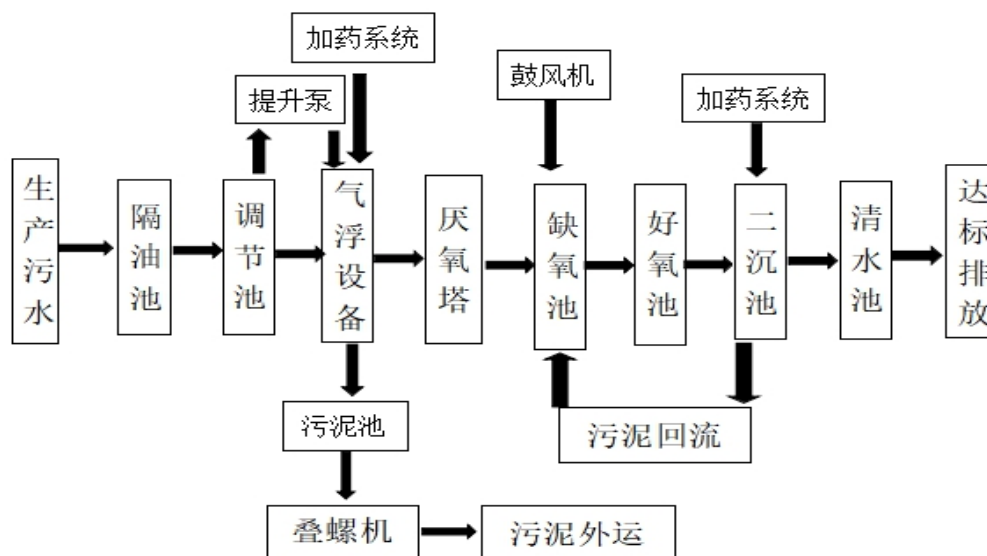 加药系统
鼓风机
提升泵
加药系统
生产污水
隔油池
调节池
气浮设备
厌氧塔
缺氧池
好氧池
二沉池
清水池
达标排放
污泥池
污泥回流
叠螺机
污泥外运